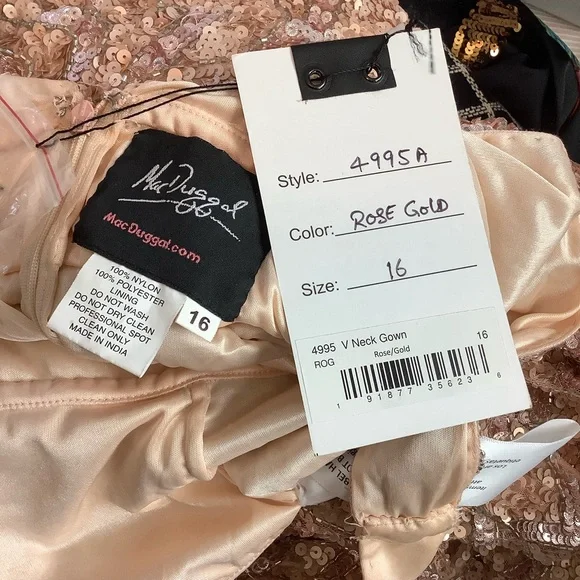 Mac Duggal
MacDuggal.com
100% NYLON
100% POLYESTER
LINING
DO NOT WASH
DO NOT DRY CLEAN
PROFESSIONAL SPOT
CLEAN ONLY
MADE IN INDIA
16
Style: 4995A
Color: ROSE GOLD
Size: 16
4995 V Neck Gown 16
ROG Rose/Gold
1 91877 35623 6